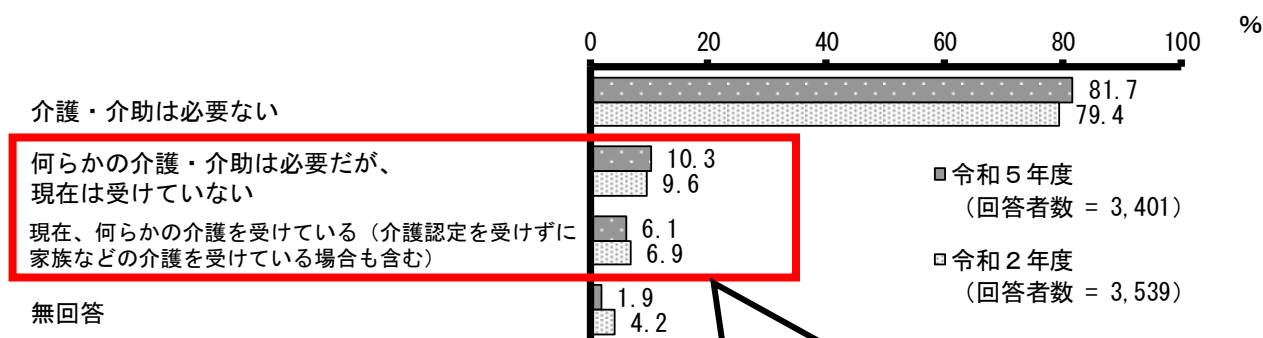 %
0 20 40 60 80 100
介護・介助は必要ない
81.7
79.4
何らかの介護・介助は必要だが、
現在は受けていない
10.3
9.6
現在、何らかの介護を受けている（介護認定を受けずに
家族などの介護を受けている場合も含む）
6.1
6.9
無回答
1.9
4.2
令和５年度
（回答者数 = 3,401）
令和２年度
（回答者数 = 3,539）